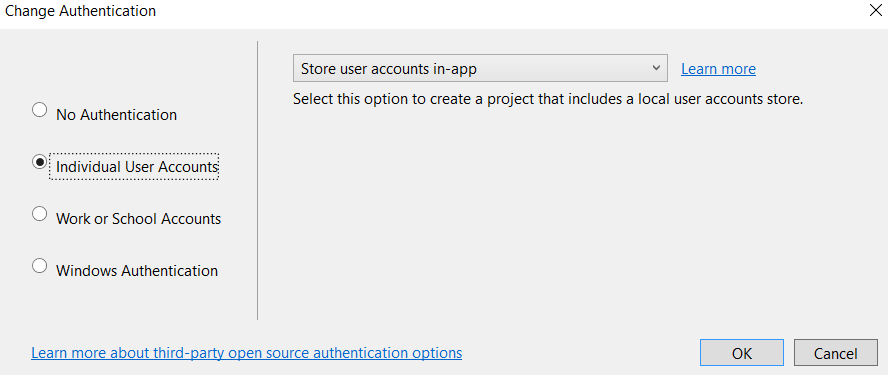 Change Authentication
Store user accounts in-app
Learn more
Select this option to create a project that includes a local user accounts store.
No Authentication
Individual User Accounts
Work or School Accounts
Windows Authentication
Learn more about third-party open source authentication options
OK
Cancel